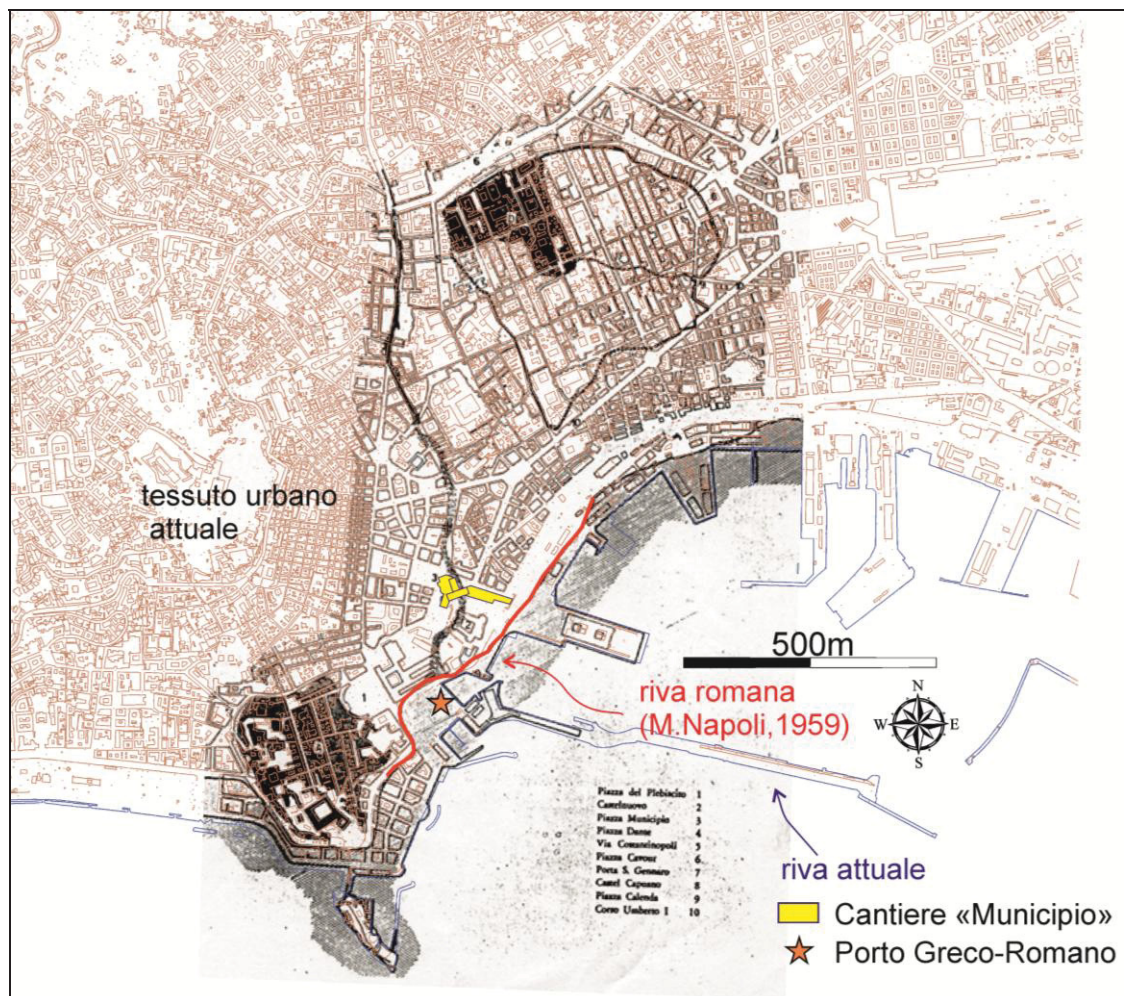 tessuto urbano
attuale
500m
riva romana
(M.Napoli,1959)
N
W
E
S
Piazza del Plebiscito 1
Castelnuovo 2
Piazza Municipio 3
Piazza Dante 4
Via Costantinopoli 5
Piazza Cavour 6
Porta S. Gennaro 7
Castel Capuano 8
Piazza Calenda 9
Corso Umberto I 10
riva attuale
Cantiere «Municipio»
Porto Greco-Romano